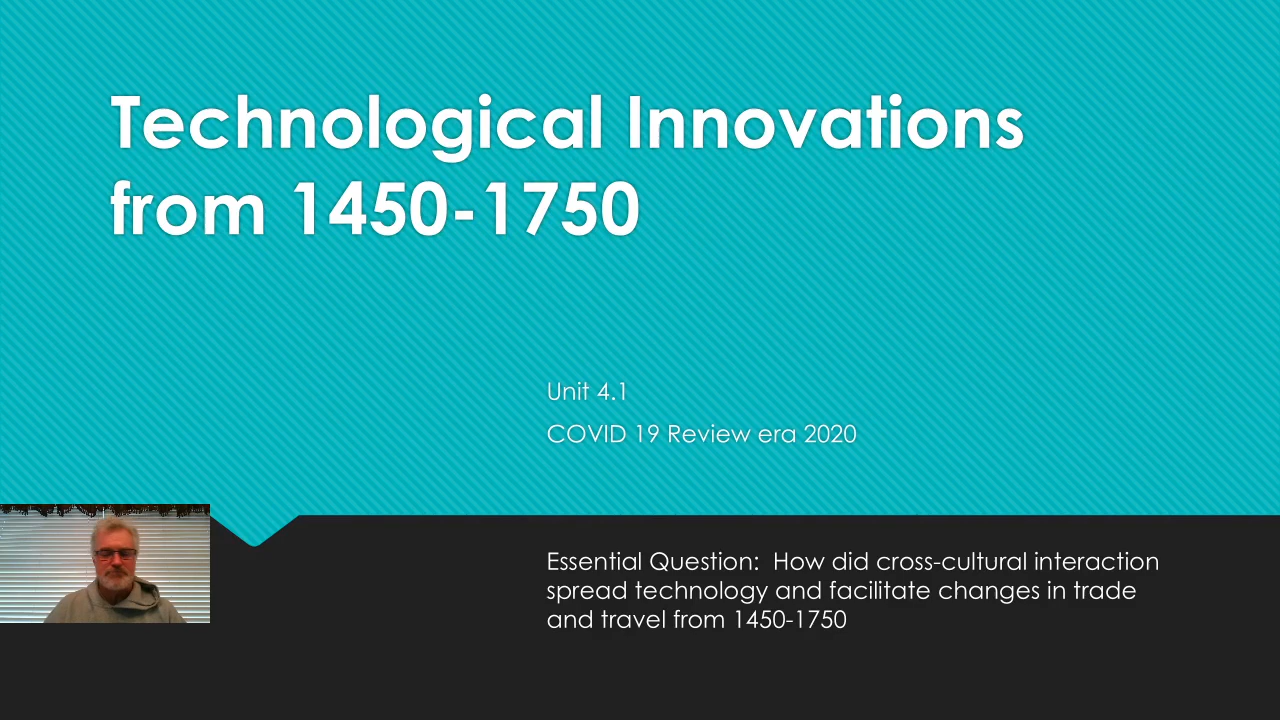 Technological Innovations
from 1450-1750
Unit 4.1
COVID 19 Review era 2020
Essential Question:  How did cross-cultural interaction
spread technology and facilitate changes in trade
and travel from 1450-1750